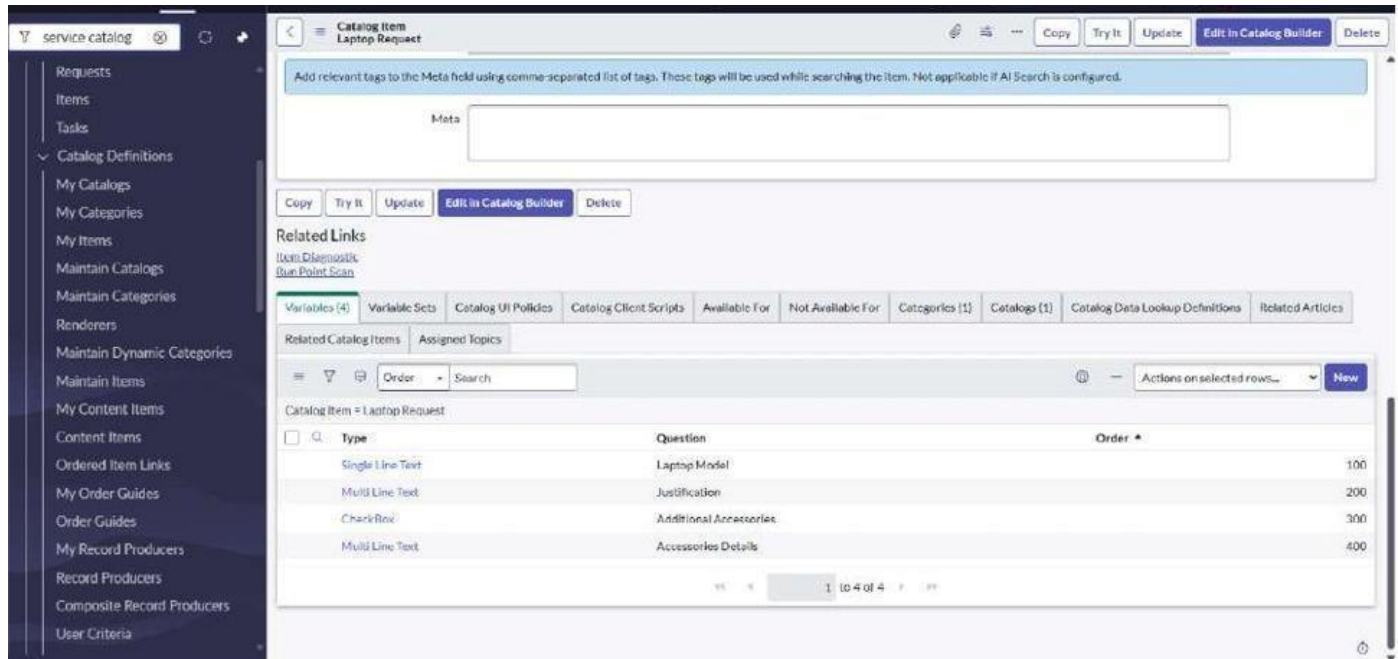 service catalog
Requests
Items
Tasks
Catalog Definitions
My Catalogs
My Categories
My Items
Maintain Catalogs
Maintain Categories
Renderers
Maintain Dynamic Categories
Maintain Items
My Content Items
Content Items
Ordered Item Links
My Order Guides
Order Guides
My Record Producers
Record Producers
Composite Record Producers
User Criteria
Catalog Item
Laptop Request
Copy Try It Update Edit in Catalog Builder Delete
Add relevant tags to the Meta field using comma-separated list of tags. These tags will be used while searching the item. Not applicable if AI Search is configured.
Meta
Copy Try It Update Edit in Catalog Builder Delete
Related Links
Item Diagnostic
Run Point Scan
Variables (4) Variable Sets Catalog UI Policies Catalog Client Scripts Available For Not Available For Categories (1) Catalogs (1) Catalog Data Lookup Definitions Related Articles
Related Catalog Items Assigned Topics
Order Search Actions on selected rows... New
Catalog Item = Laptop Request
Type Question Order
Single Line Text Laptop Model 100
Multi Line Text Justification 200
CheckBox Additional Accessories 300
Multi Line Text Accessories Details 400
1 to 4 of 4